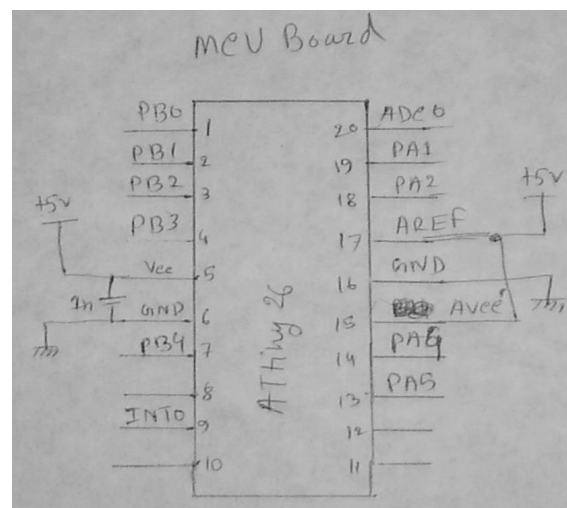 MCU Board
PB0 1 20 ADC0
PB1 2 19 PA1
PB2 3 18 PA2
+5v +5v
PB3 4 17 AREF
Vcc 5 16 GND
1n
GND 6 15 AVCC
PB4 7 14 PA4
8 13 PA5
INT0 9 12
10 11
ATtiny 26